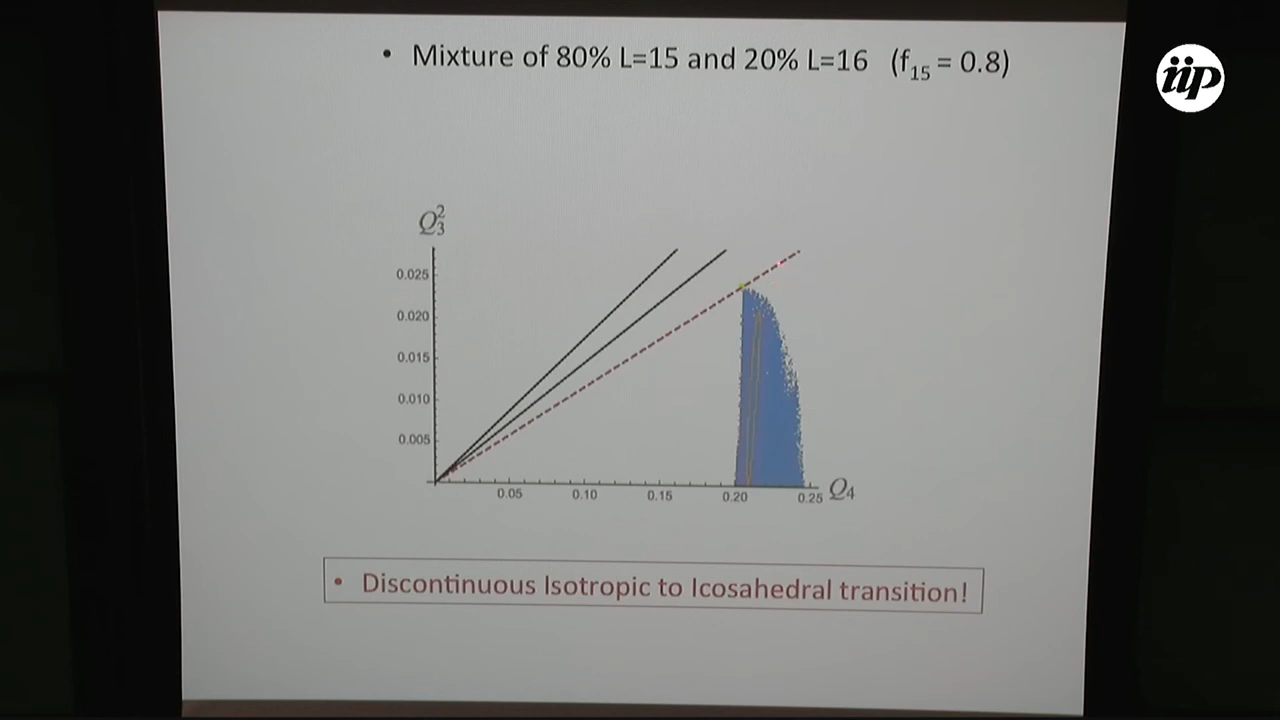 • Mixture of 80% L=15 and 20% L=16 (f₁₅ = 0.8)
iip
Q₃²
0.025
0.020
0.015
0.010
0.005
0.05 0.10 0.15 0.20 0.25 Q₄
• Discontinuous Isotropic to Icosahedral transition!